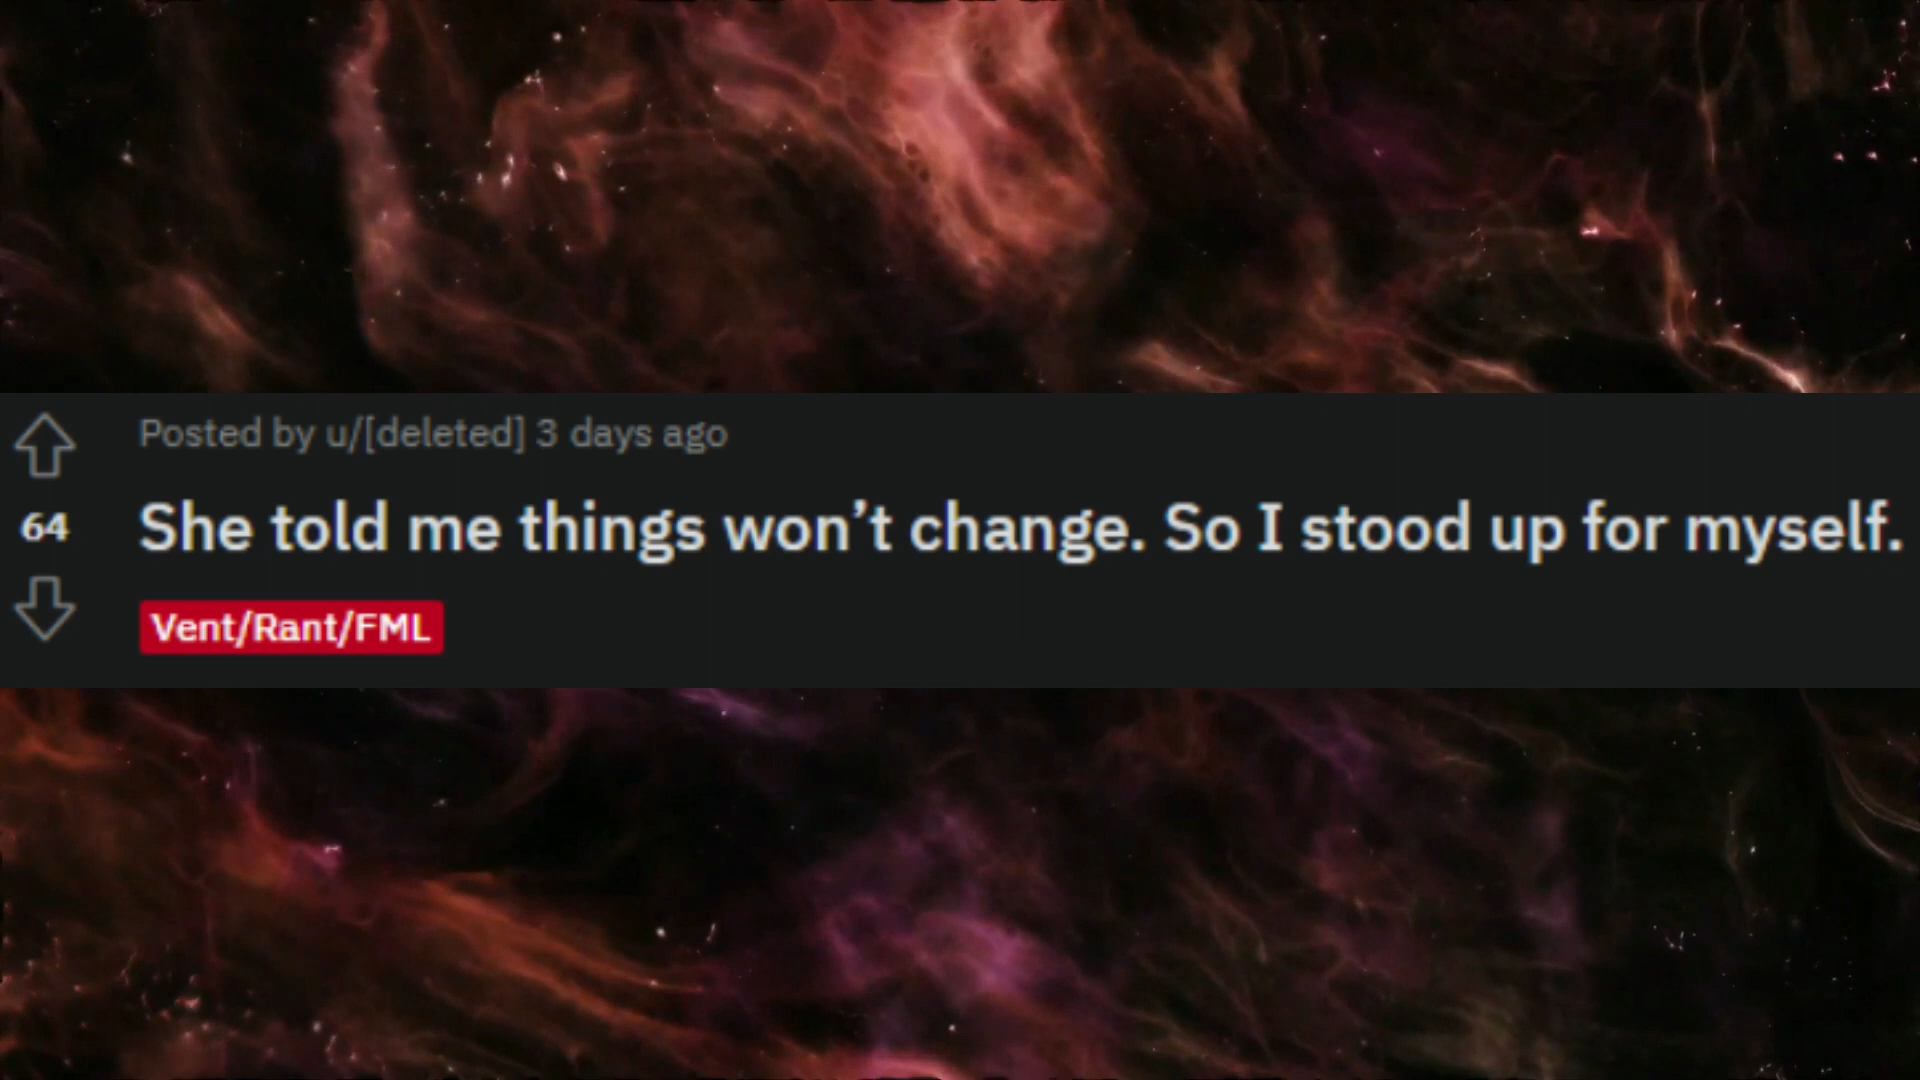 Posted by u/[deleted] 3 days ago
64
She told me things won’t change. So I stood up for myself.
Vent/Rant/FML